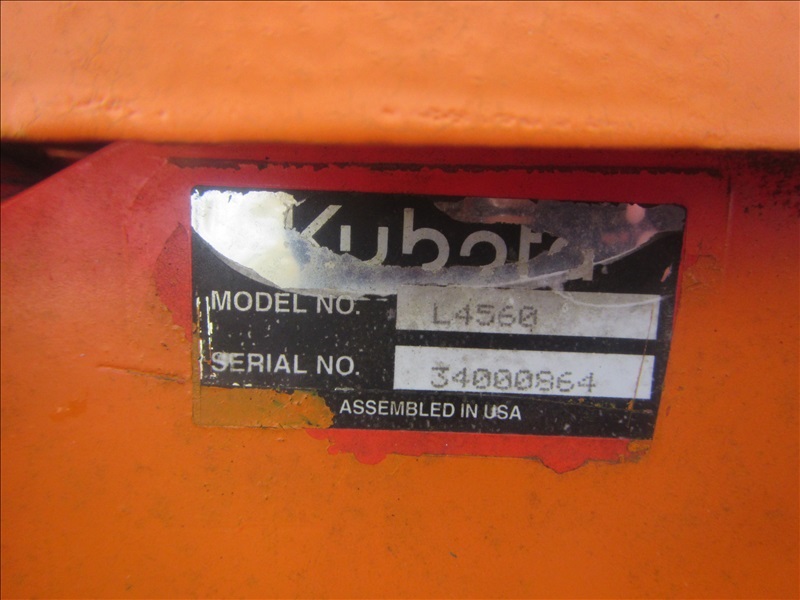 Kubota
MODEL NO. L4560
SERIAL NO. 34000864
ASSEMBLED IN USA